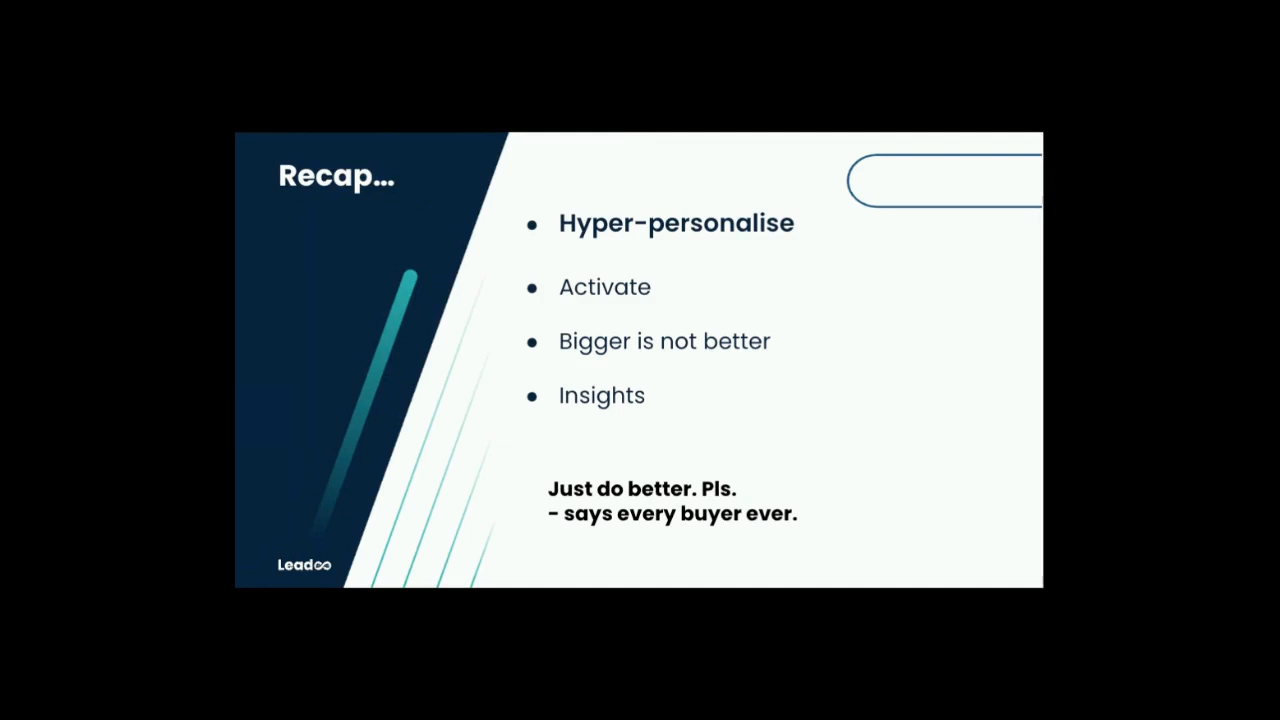 Recap...
• Hyper-personalise
• Activate
• Bigger is not better
• Insights
Just do better. Pls.
- says every buyer ever.
Leadoo